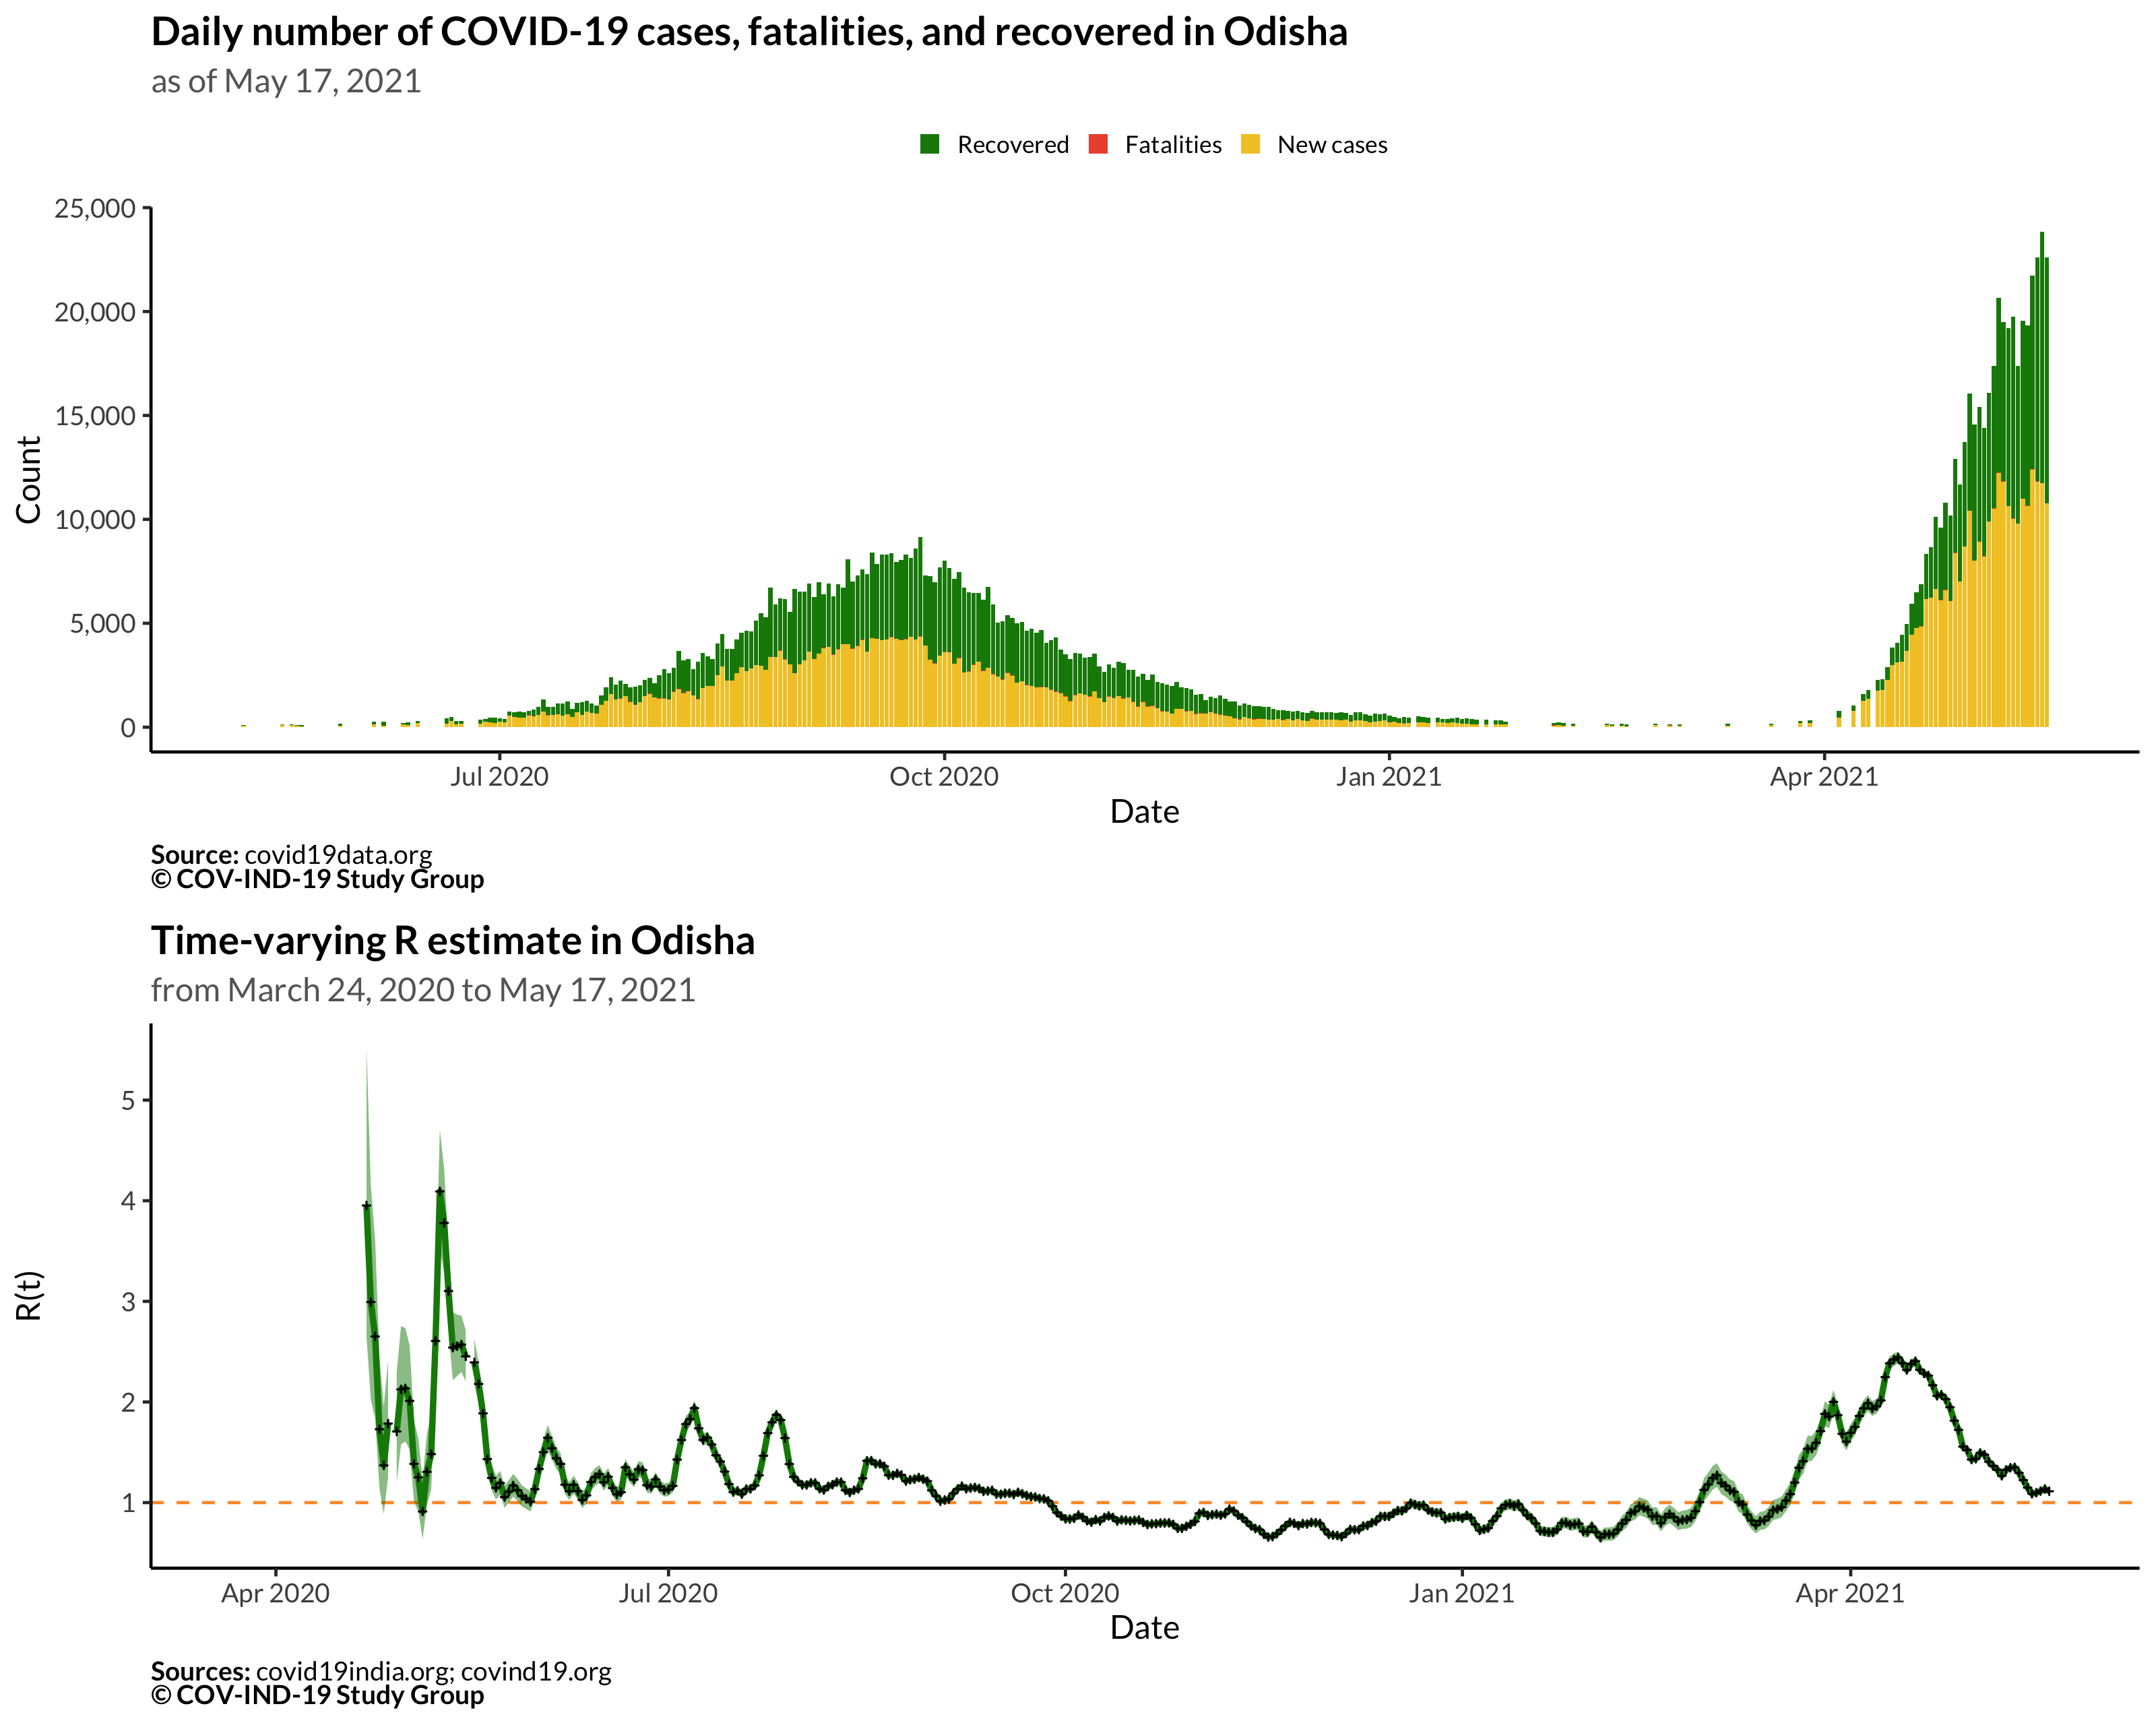 Daily number of COVID-19 cases, fatalities, and recovered in Odisha
as of May 17, 2021
Recovered Fatalities New cases
25,000
20,000
15,000
10,000
5,000
0
Count
Jul 2020 Oct 2020 Jan 2021 Apr 2021
Date
Source: covid19data.org
© COV-IND-19 Study Group
Time-varying R estimate in Odisha
from March 24, 2020 to May 17, 2021
5
4
3
2
1
R(t)
Apr 2020 Jul 2020 Oct 2020 Jan 2021 Apr 2021
Date
Sources: covid19india.org; covind19.org
© COV-IND-19 Study Group